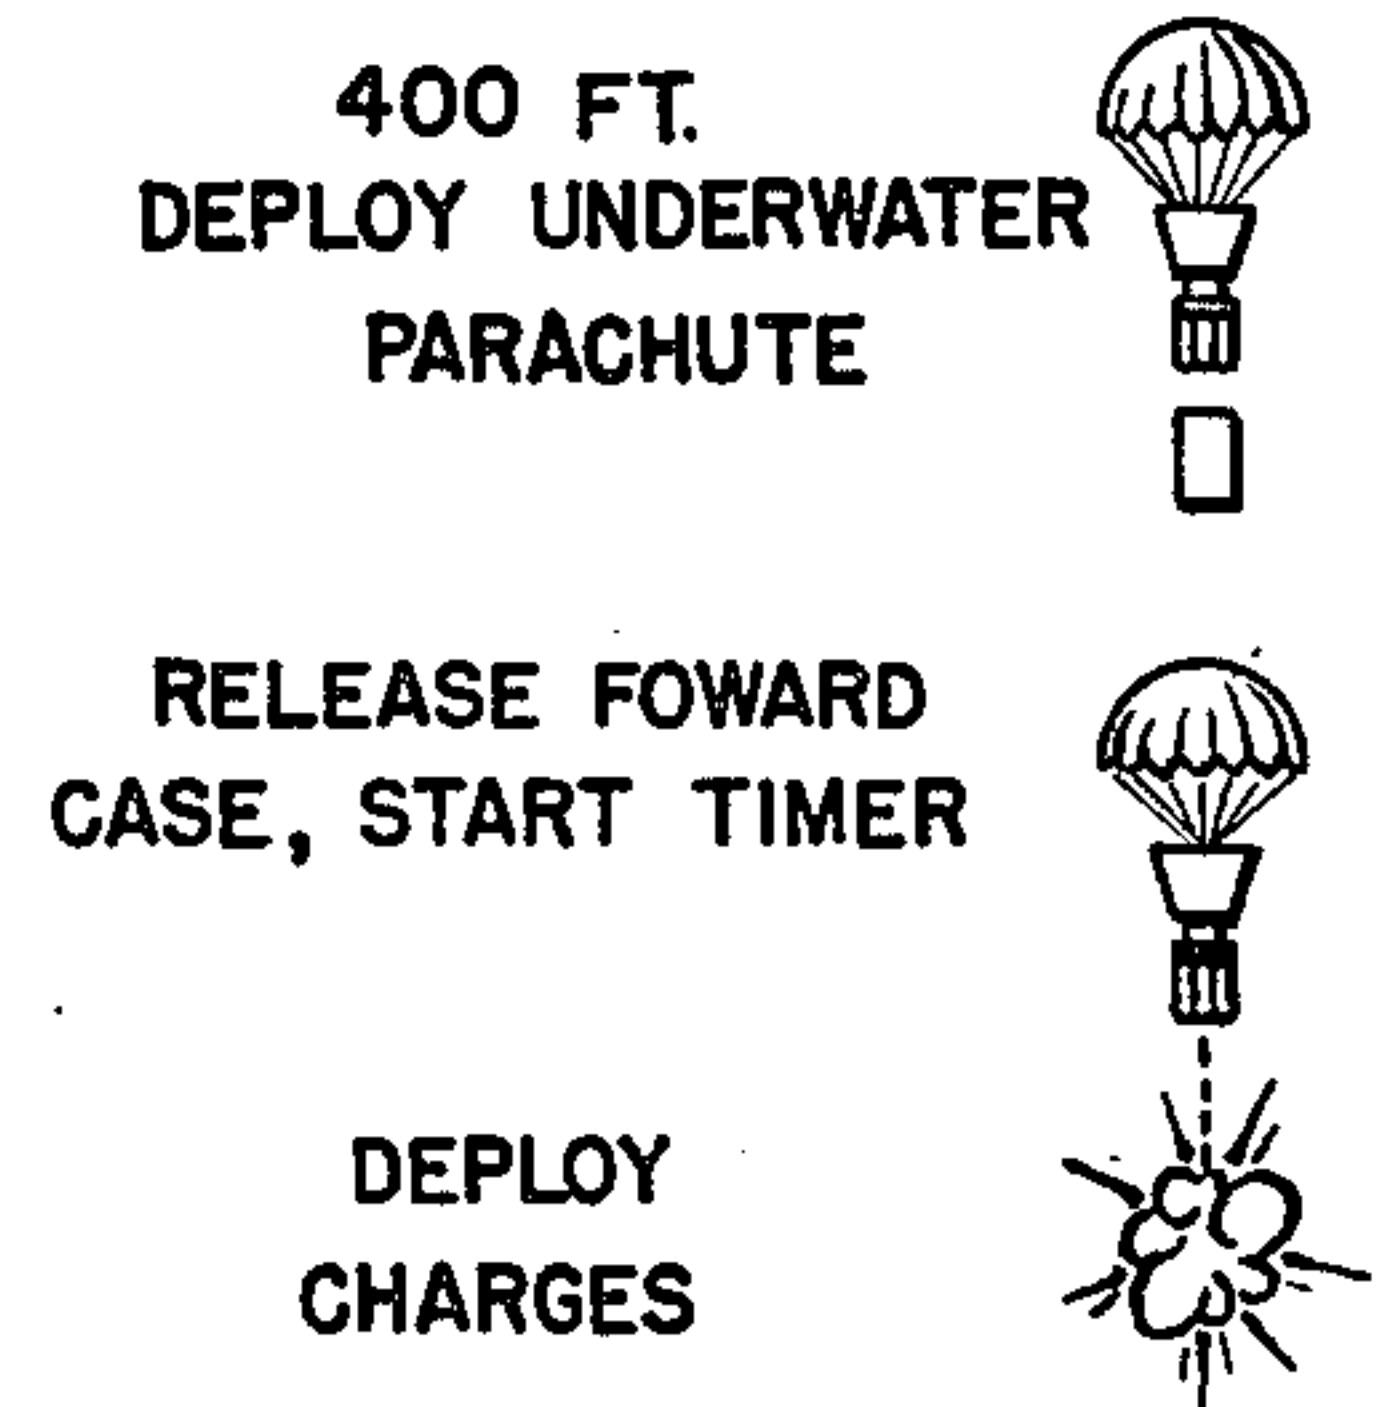 400 FT.
DEPLOY UNDERWATER
PARACHUTE
RELEASE FOWARD
CASE, START TIMER
DEPLOY
CHARGES